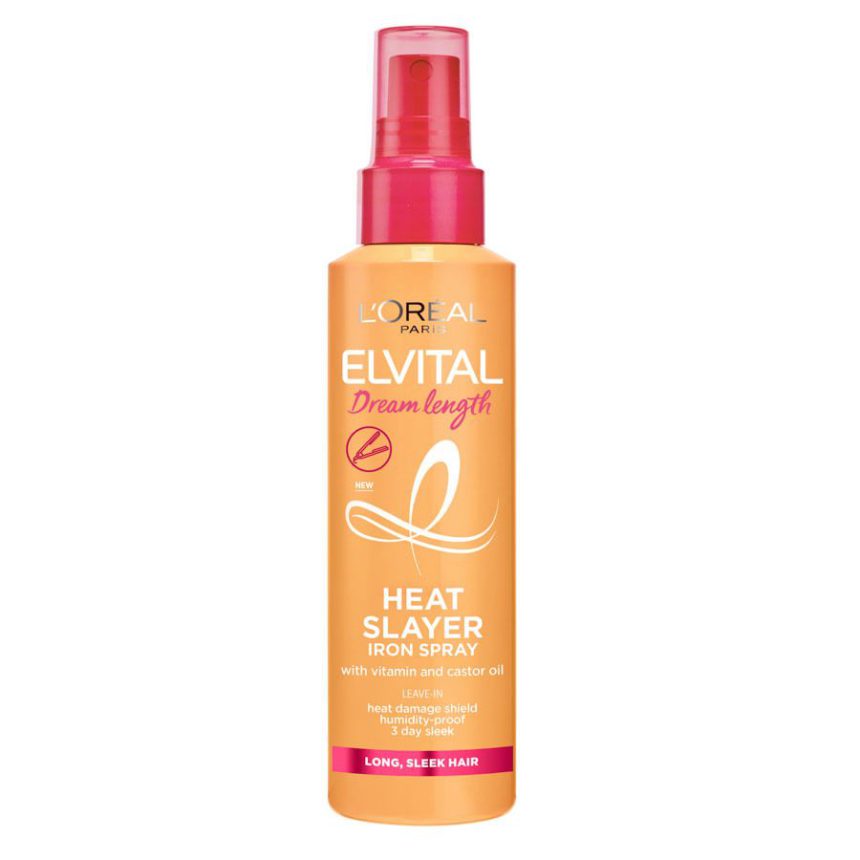 L'ORÉAL
PARIS
ELVITAL
Dream length
NEW
HEAT
SLAYER
IRON SPRAY
with vitamin and castor oil
LEAVE-IN
heat damage shield
humidity-proof
3 day sleek
LONG, SLEEK HAIR